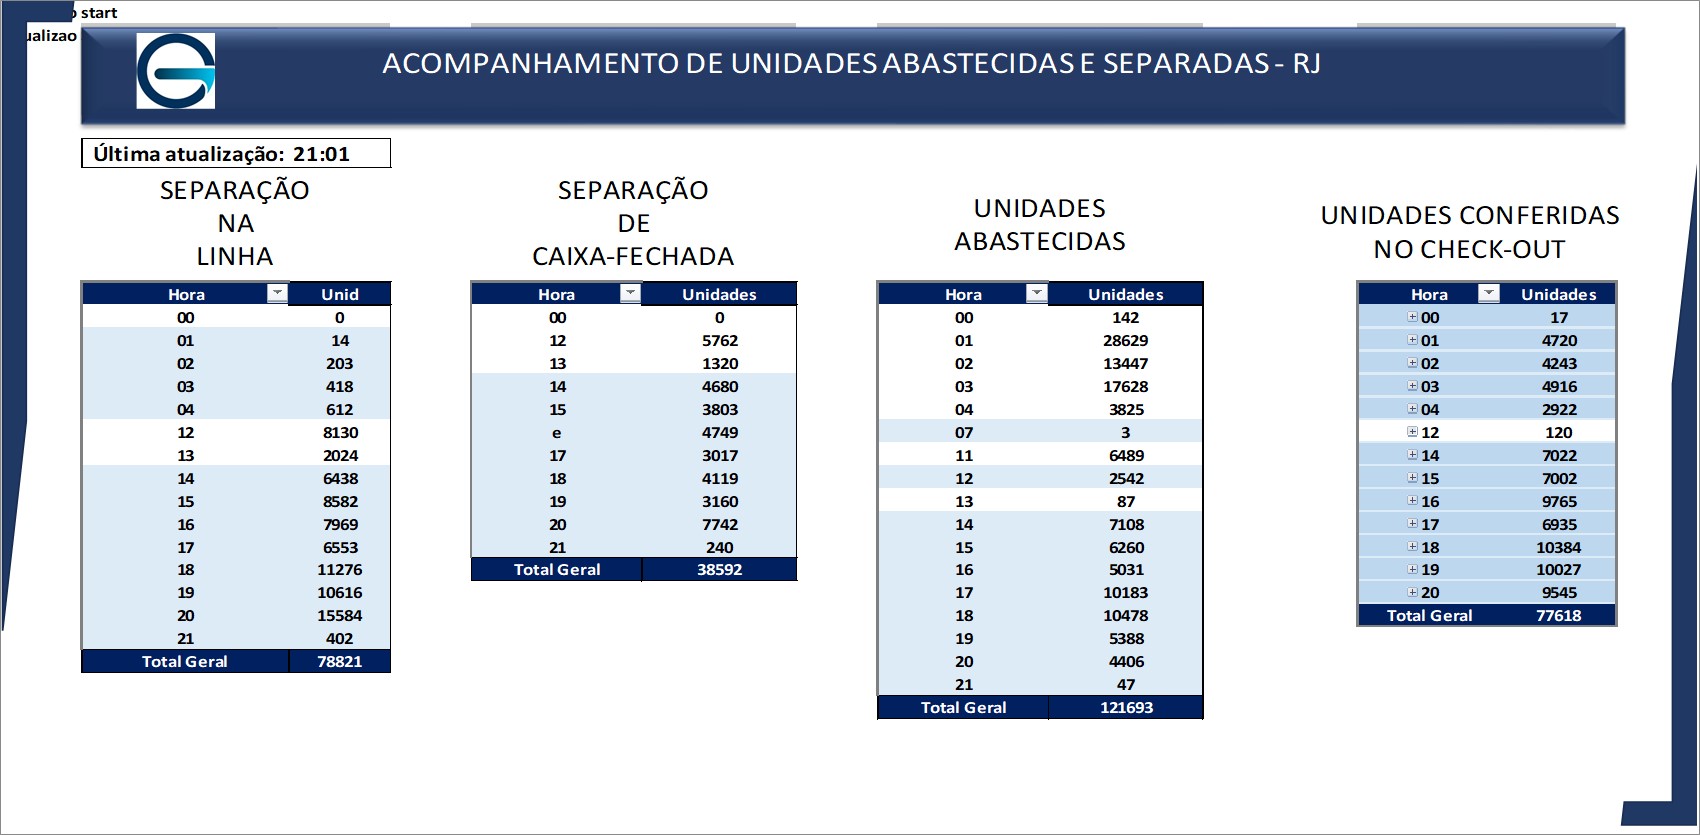 start
ualizao
ACOMPANHAMENTO DE UNIDADES ABASTECIDAS E SEPARADAS - RJ
Última atualização: 21:01
SEPARAÇÃO
NA
LINHA
Hora Unid
00 0
01 14
02 203
03 418
04 612
12 8130
13 2024
14 6438
15 8582
16 7969
17 6553
18 11276
19 10616
20 15584
21 402
Total Geral 78821
SEPARAÇÃO
DE
CAIXA-FECHADA
Hora Unidades
00 0
12 5762
13 1320
14 4680
15 3803
e 4749
17 3017
18 4119
19 3160
20 7742
21 240
Total Geral 38592
UNIDADES
ABASTECIDAS
Hora Unidades
00 142
01 28629
02 13447
03 17628
04 3825
07 3
11 6489
12 2542
13 87
14 7108
15 6260
16 5031
17 10183
18 10478
19 5388
20 4406
21 47
Total Geral 121693
UNIDADES CONFERIDAS
NO CHECK-OUT
Hora Unidades
00 17
01 4720
02 4243
03 4916
04 2922
12 120
14 7022
15 7002
16 9765
17 6935
18 10384
19 10027
20 9545
Total Geral 77618